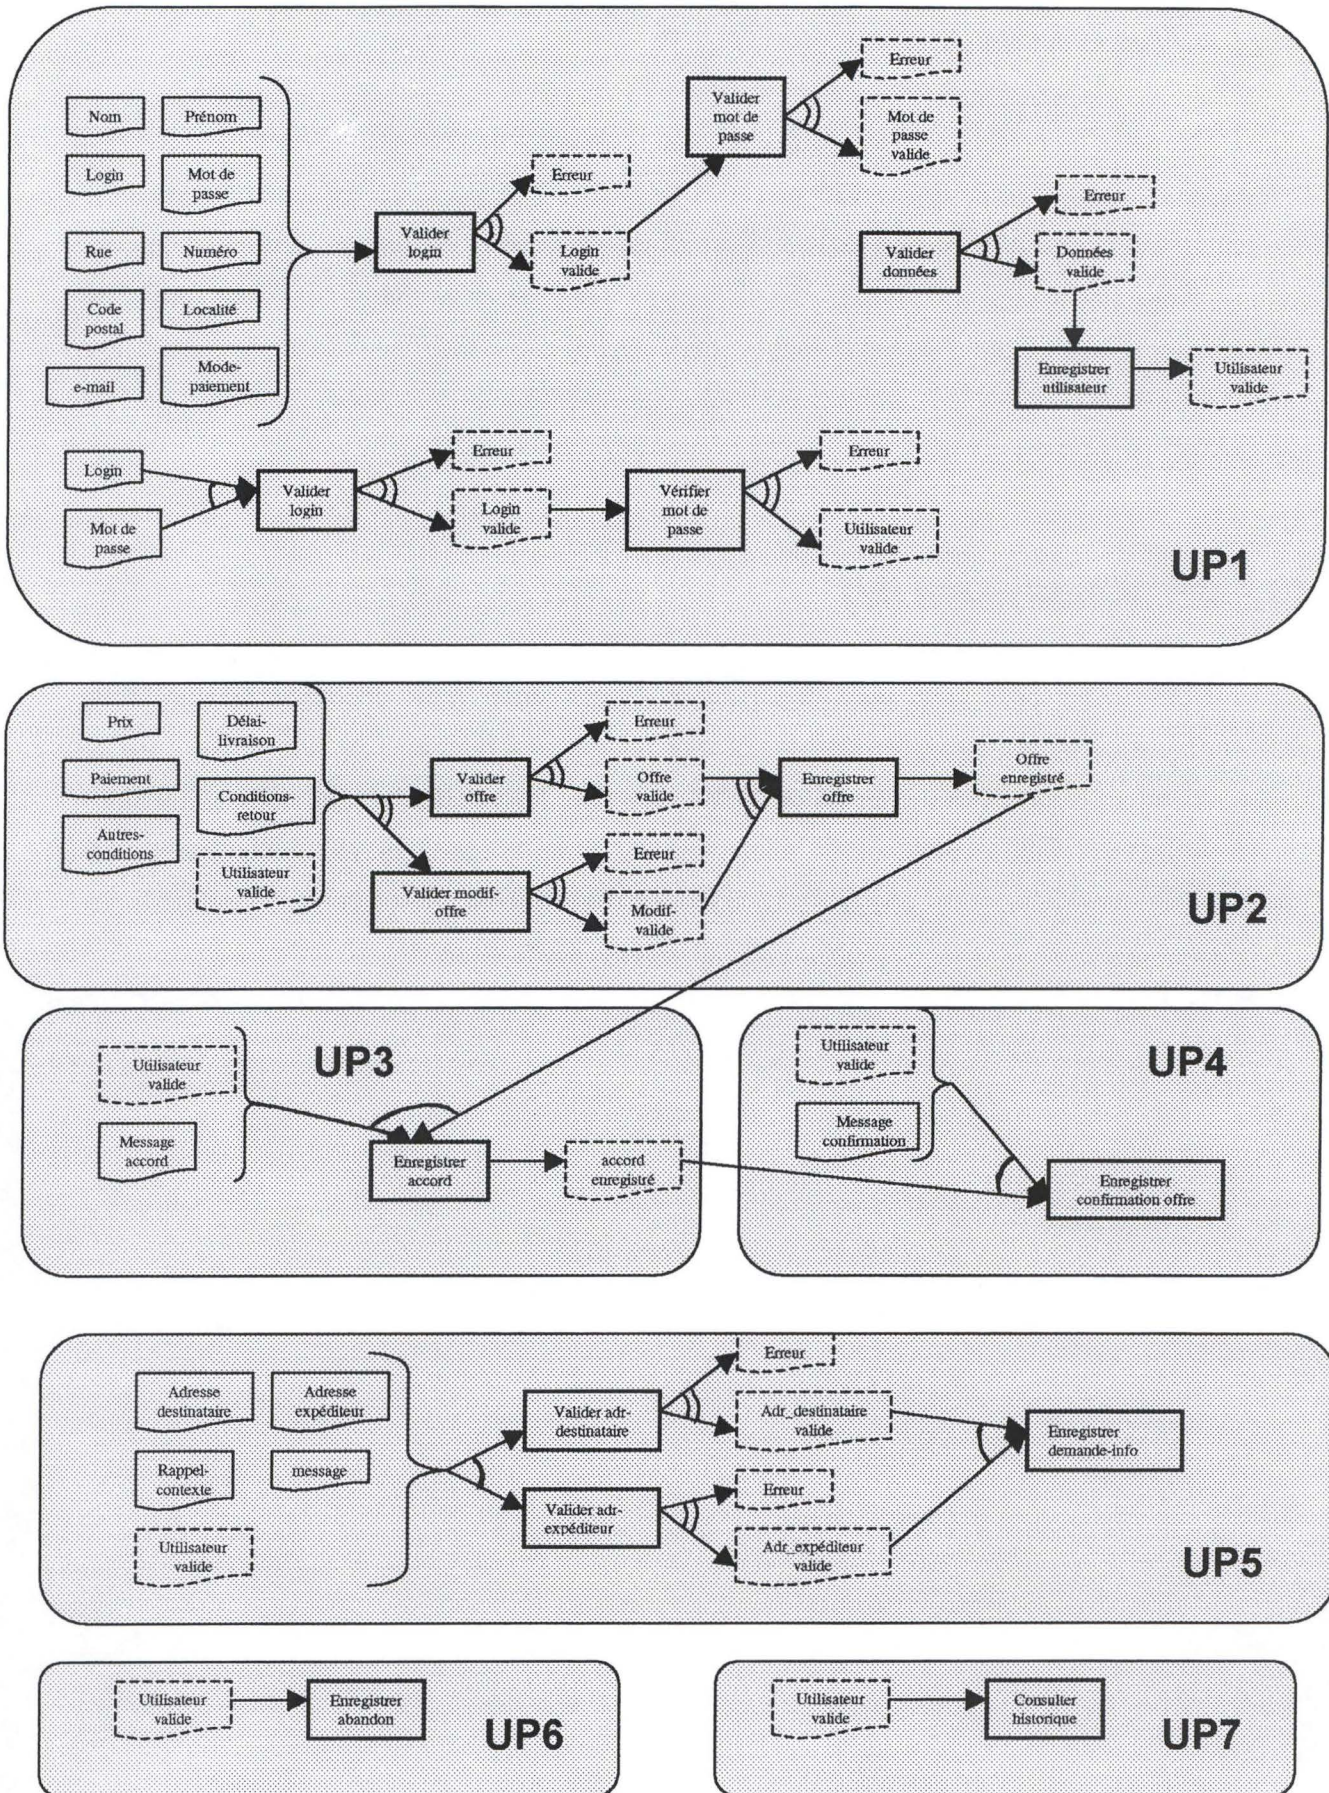 Nom
Prénom
Login
Mot de
passe
Rue
Numéro
Code
postal
Localité
e-mail
Mode-
paiement
Valider
login
Erreur
Login
valide
Valider
mot de
passe
Erreur
Mot de
passe
valide
Valider
données
Erreur
Données
valide
Enregistrer
utilisateur
Utilisateur
valide
Login
Mot de
passe
Valider
login
Erreur
Login
valide
Vérifier
mot de
passe
Erreur
Utilisateur
valide
UP1
Prix
Délai-
livraison
Paiement
Conditions-
retour
Autres-
conditions
Utilisateur
valide
Valider
offre
Valider modif-
offre
Erreur
Offre
valide
Erreur
Modif-
valide
Enregistrer
offre
Offre
enregistré
UP2
Utilisateur
valide
Message
accord
UP3
Enregistrer
accord
accord
enregistré
Utilisateur
valide
Message
confirmation
UP4
Enregistrer
confirmation offre
Adresse
destinataire
Adresse
expéditeur
Rappel-
contexte
message
Utilisateur
valide
Valider adr-
destinataire
Valider adr-
expéditeur
Erreur
Adr_destinataire
valide
Erreur
Adr_expéditeur
valide
Enregistrer
demande-info
UP5
Utilisateur
valide
Enregistrer
abandon
UP6
Utilisateur
valide
Consulter
historique
UP7